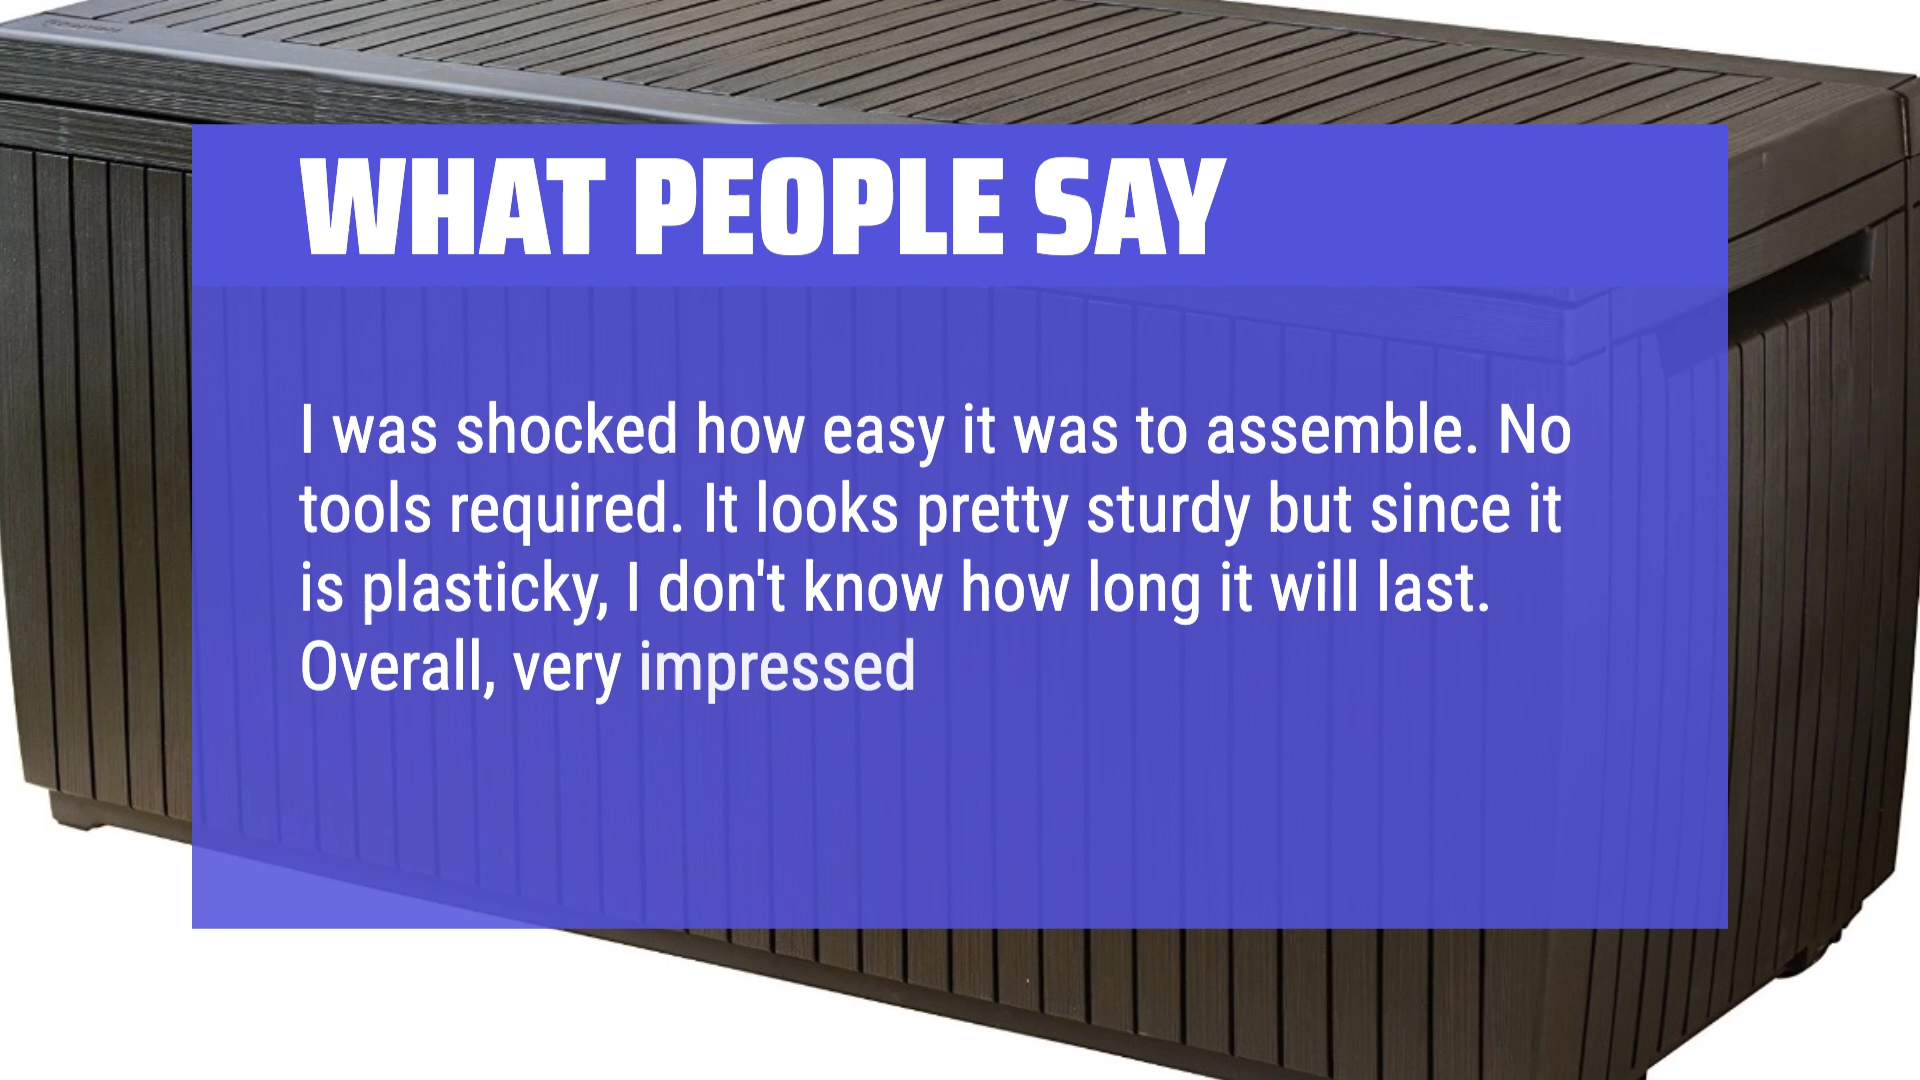 WHAT PEOPLE SAY
I was shocked how easy it was to assemble. No
tools required. It looks pretty sturdy but since it
is plasticky, I don't know how long it will last.
Overall, very impressed